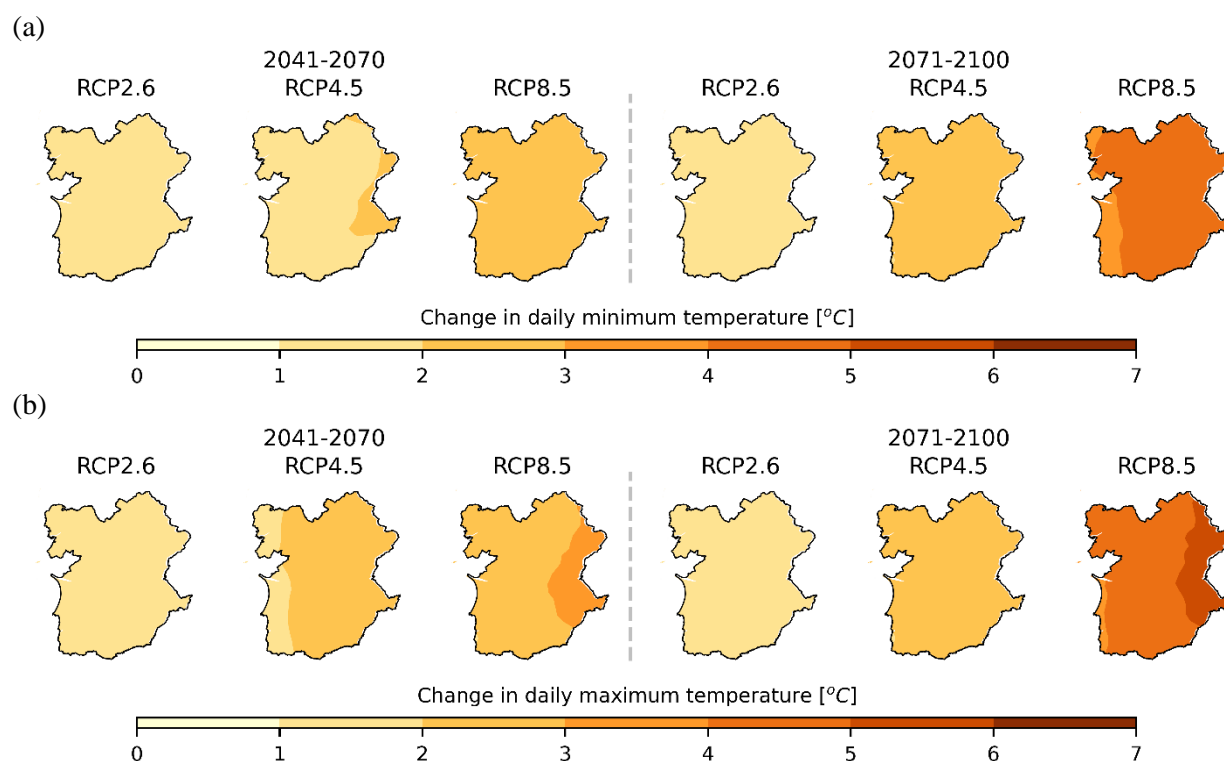 (a)
2041-2070 2071-2100
RCP2.6 RCP4.5 RCP8.5 RCP2.6 RCP4.5 RCP8.5
Change in daily minimum temperature [°C]
0 1 2 3 4 5 6 7
(b)
2041-2070 2071-2100
RCP2.6 RCP4.5 RCP8.5 RCP2.6 RCP4.5 RCP8.5
Change in daily maximum temperature [°C]
0 1 2 3 4 5 6 7